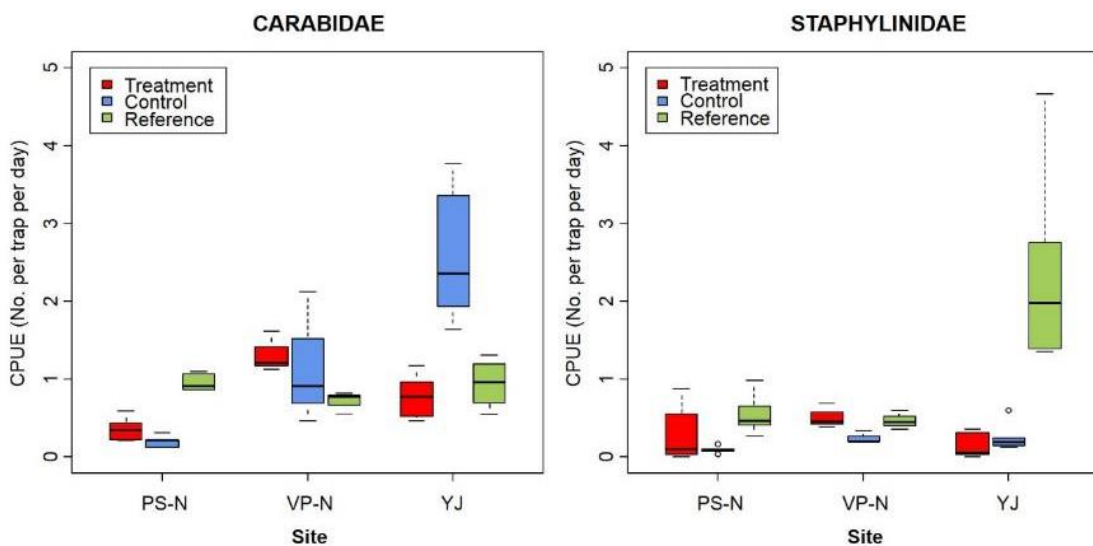 CARABIDAE
CPUE (No. per trap per day)
5
4
3
2
1
0
Treatment
Control
Reference
PS-N VP-N YJ
Site
STAPHYLINIDAE
CPUE (No. per trap per day)
5
4
3
2
1
0
Treatment
Control
Reference
PS-N VP-N YJ
Site